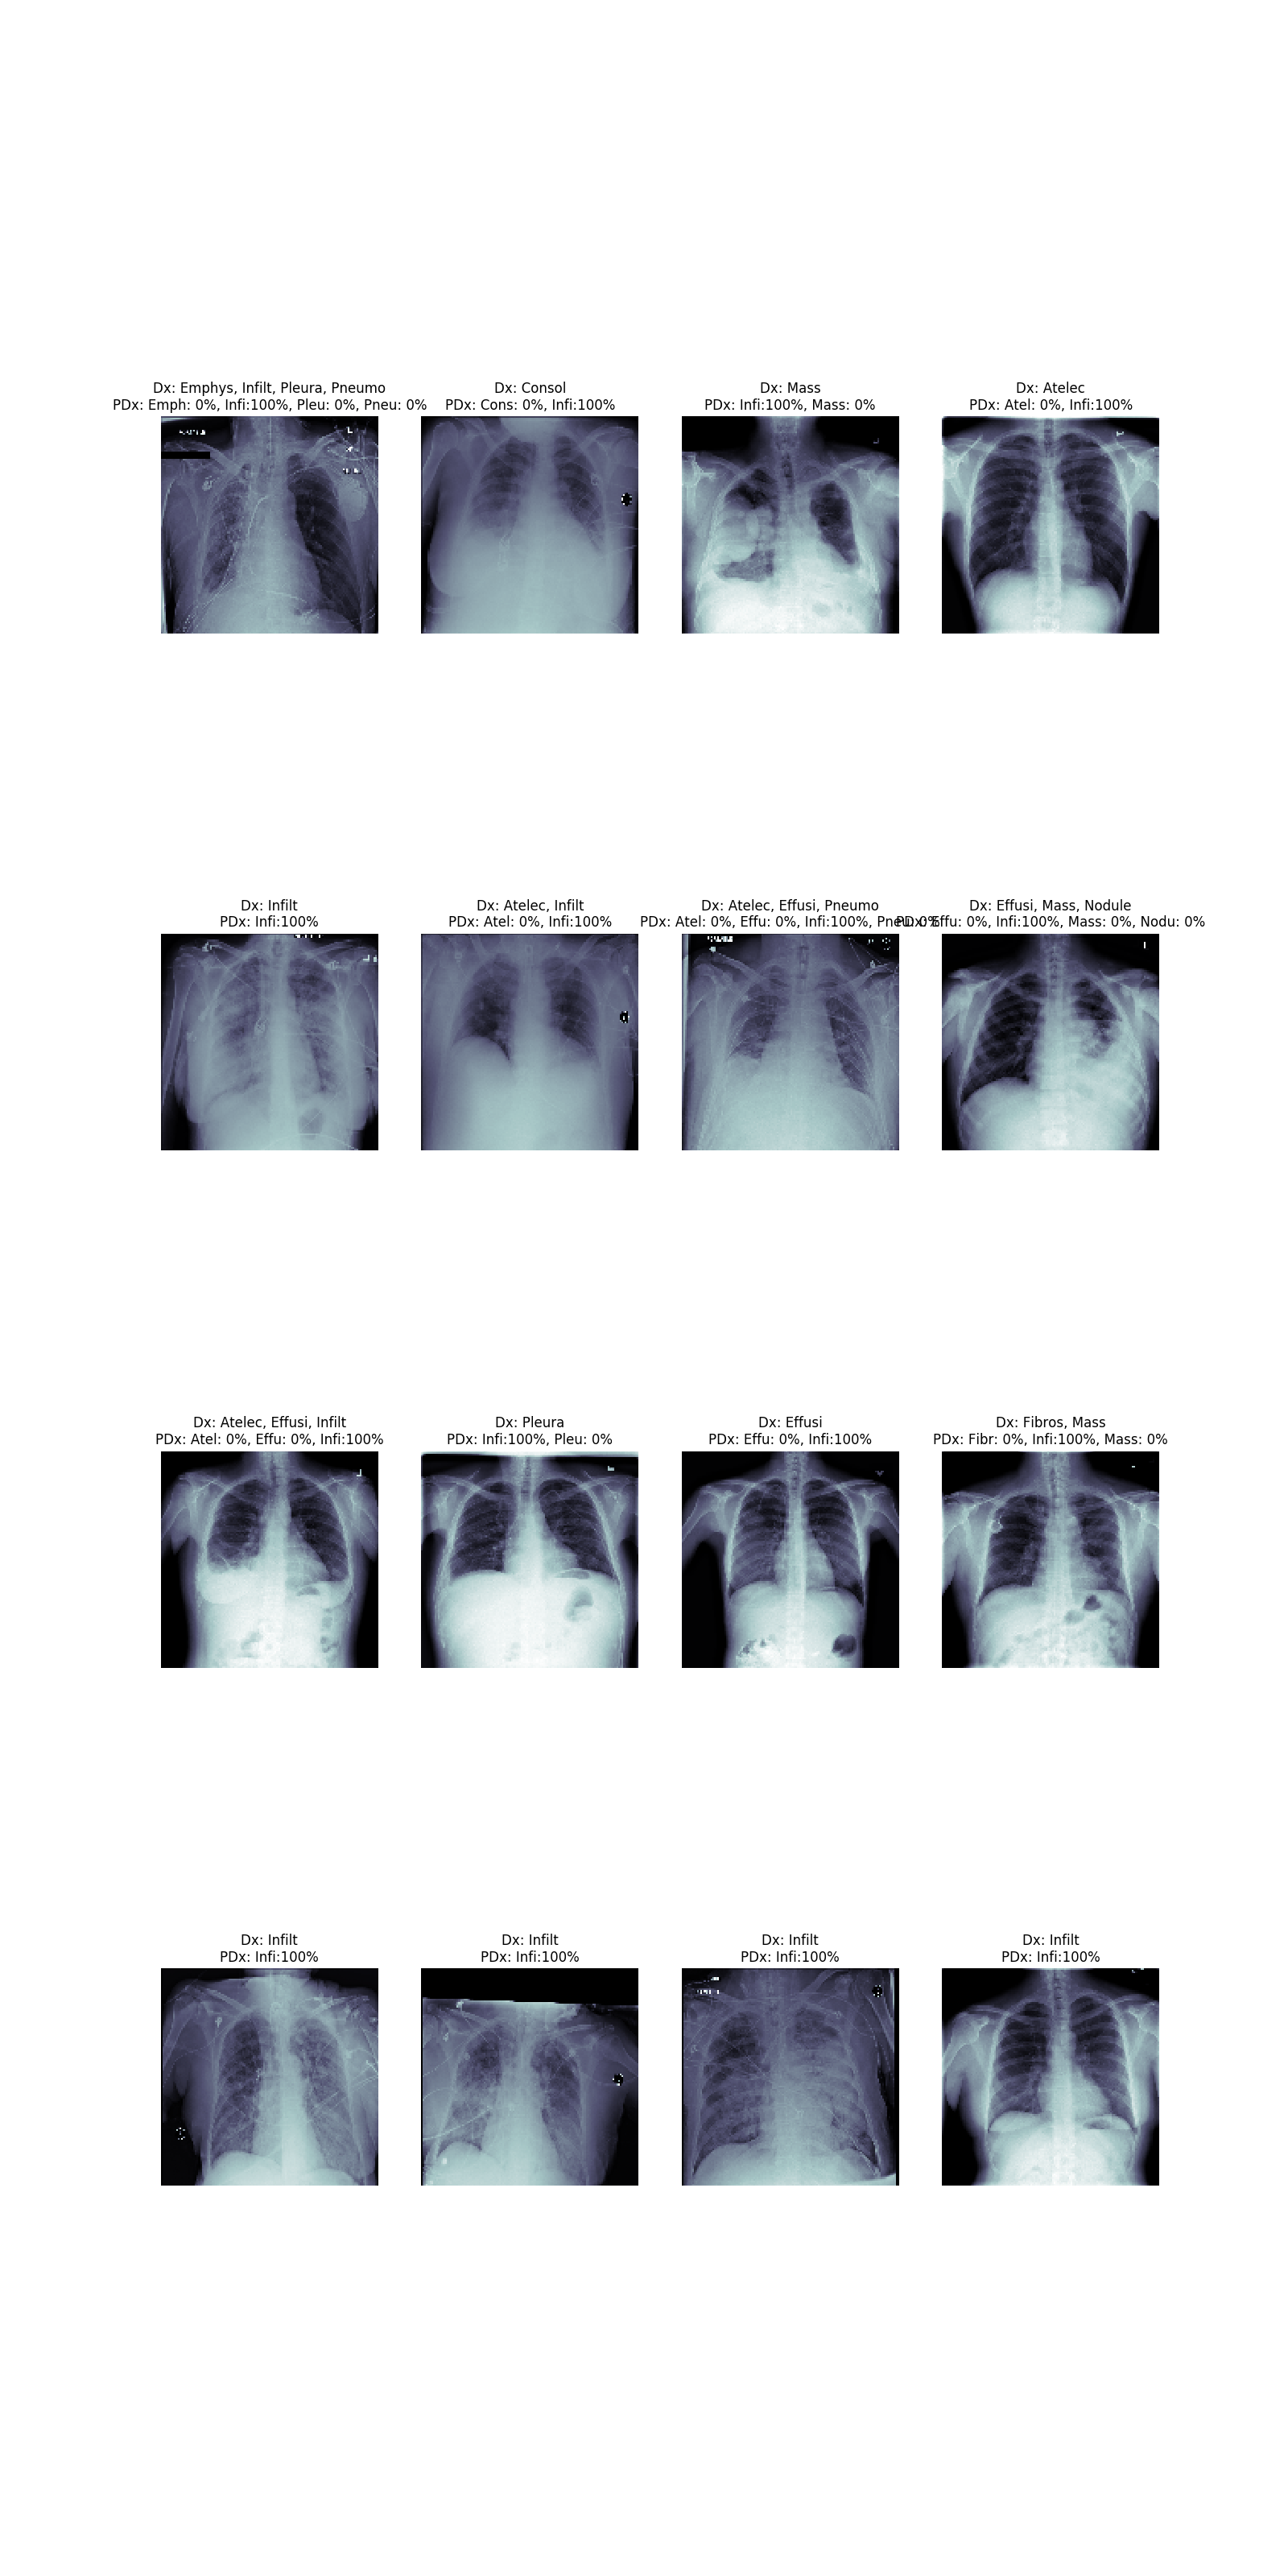 Dx: Emphys, Infilt, Pleura, Pneumo
PDx: Emph: 0%, Infi:100%, Pleu: 0%, Pneu: 0%
Dx: Consol
PDx: Cons: 0%, Infi:100%
Dx: Mass
PDx: Infi:100%, Mass: 0%
Dx: Atelec
PDx: Atel: 0%, Infi:100%
Dx: Infilt
PDx: Infi:100%
Dx: Atelec, Infilt
PDx: Atel: 0%, Infi:100%
Dx: Atelec, Effusi, Pneumo
PDx: Atel: 0%, Effu: 0%, Infi:100%, Pneu: 0%
Dx: Effusi, Mass, Nodule
PDx: Effu: 0%, Infi:100%, Mass: 0%, Nodu: 0%
Dx: Atelec, Effusi, Infilt
PDx: Atel: 0%, Effu: 0%, Infi:100%
Dx: Pleura
PDx: Infi:100%, Pleu: 0%
Dx: Effusi
PDx: Effu: 0%, Infi:100%
Dx: Fibros, Mass
PDx: Fibr: 0%, Infi:100%, Mass: 0%
Dx: Infilt
PDx: Infi:100%
Dx: Infilt
PDx: Infi:100%
Dx: Infilt
PDx: Infi:100%
Dx: Infilt
PDx: Infi:100%